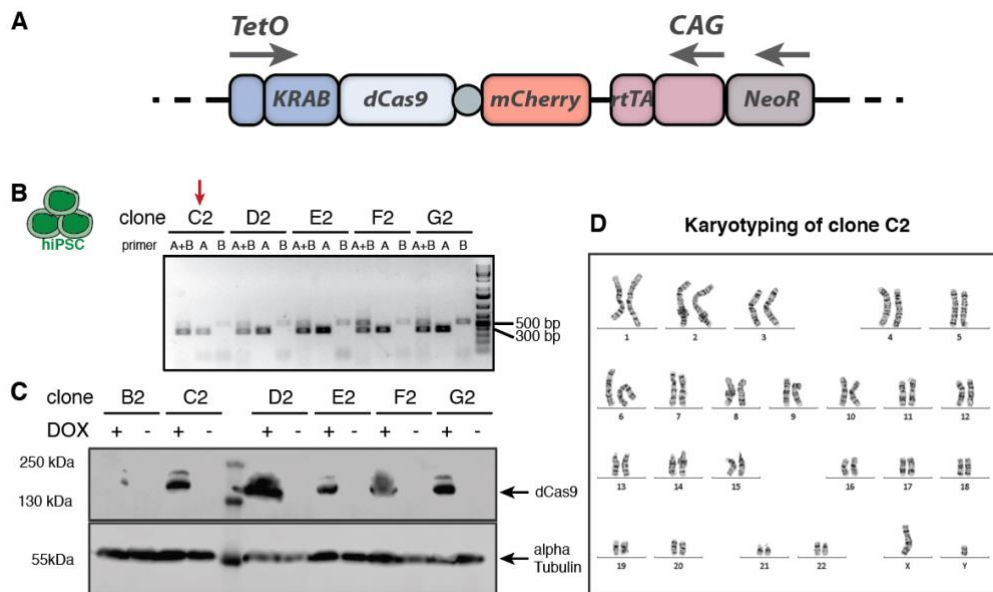 A
TetO
CAG
KRAB
dCas9
mCherry
rtTA
NeoR
B
hiPSC
clone C2 D2 E2 F2 G2
primer A+B A B A+B A B A+B A B A+B A B A+B A B
500 bp
300 bp
C
clone B2 C2 D2 E2 F2 G2
DOX + - + - + - + - + - + -
250 kDa
130 kDa
dCas9
55kDa
alpha
Tubulin
D Karyotyping of clone C2
1 2 3 4 5
6 7 8 9 10 11 12
13 14 15 16 17 18
19 20 21 22 X Y